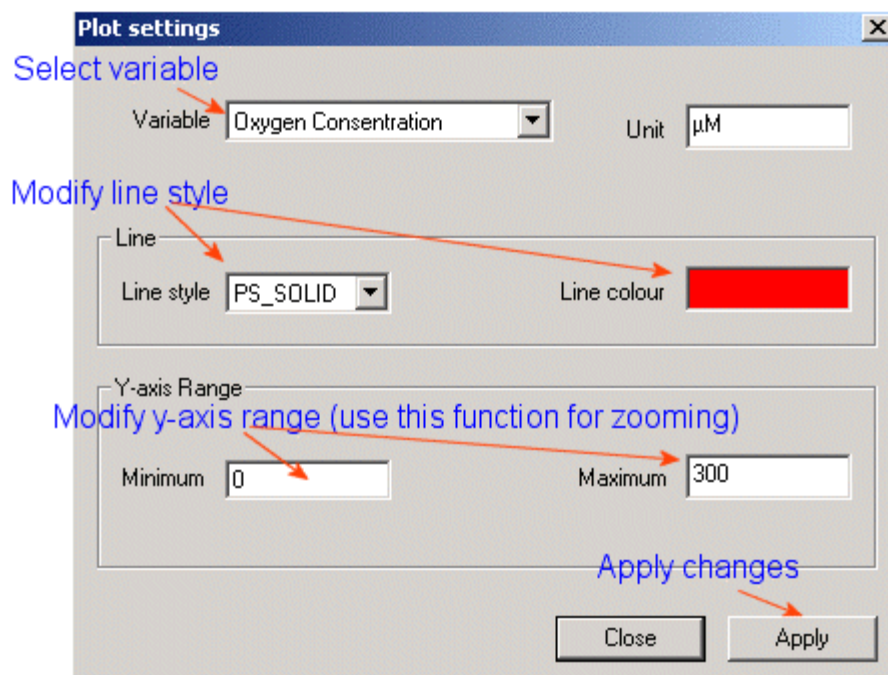 Plot settings
Select variable
Variable Oxygen Consentration Unit µM
Modify line style
Line
Line style PS_SOLID Line colour
Y-axis Range
Modify y-axis range (use this function for zooming)
Minimum 0 Maximum 300
Apply changes
Close Apply